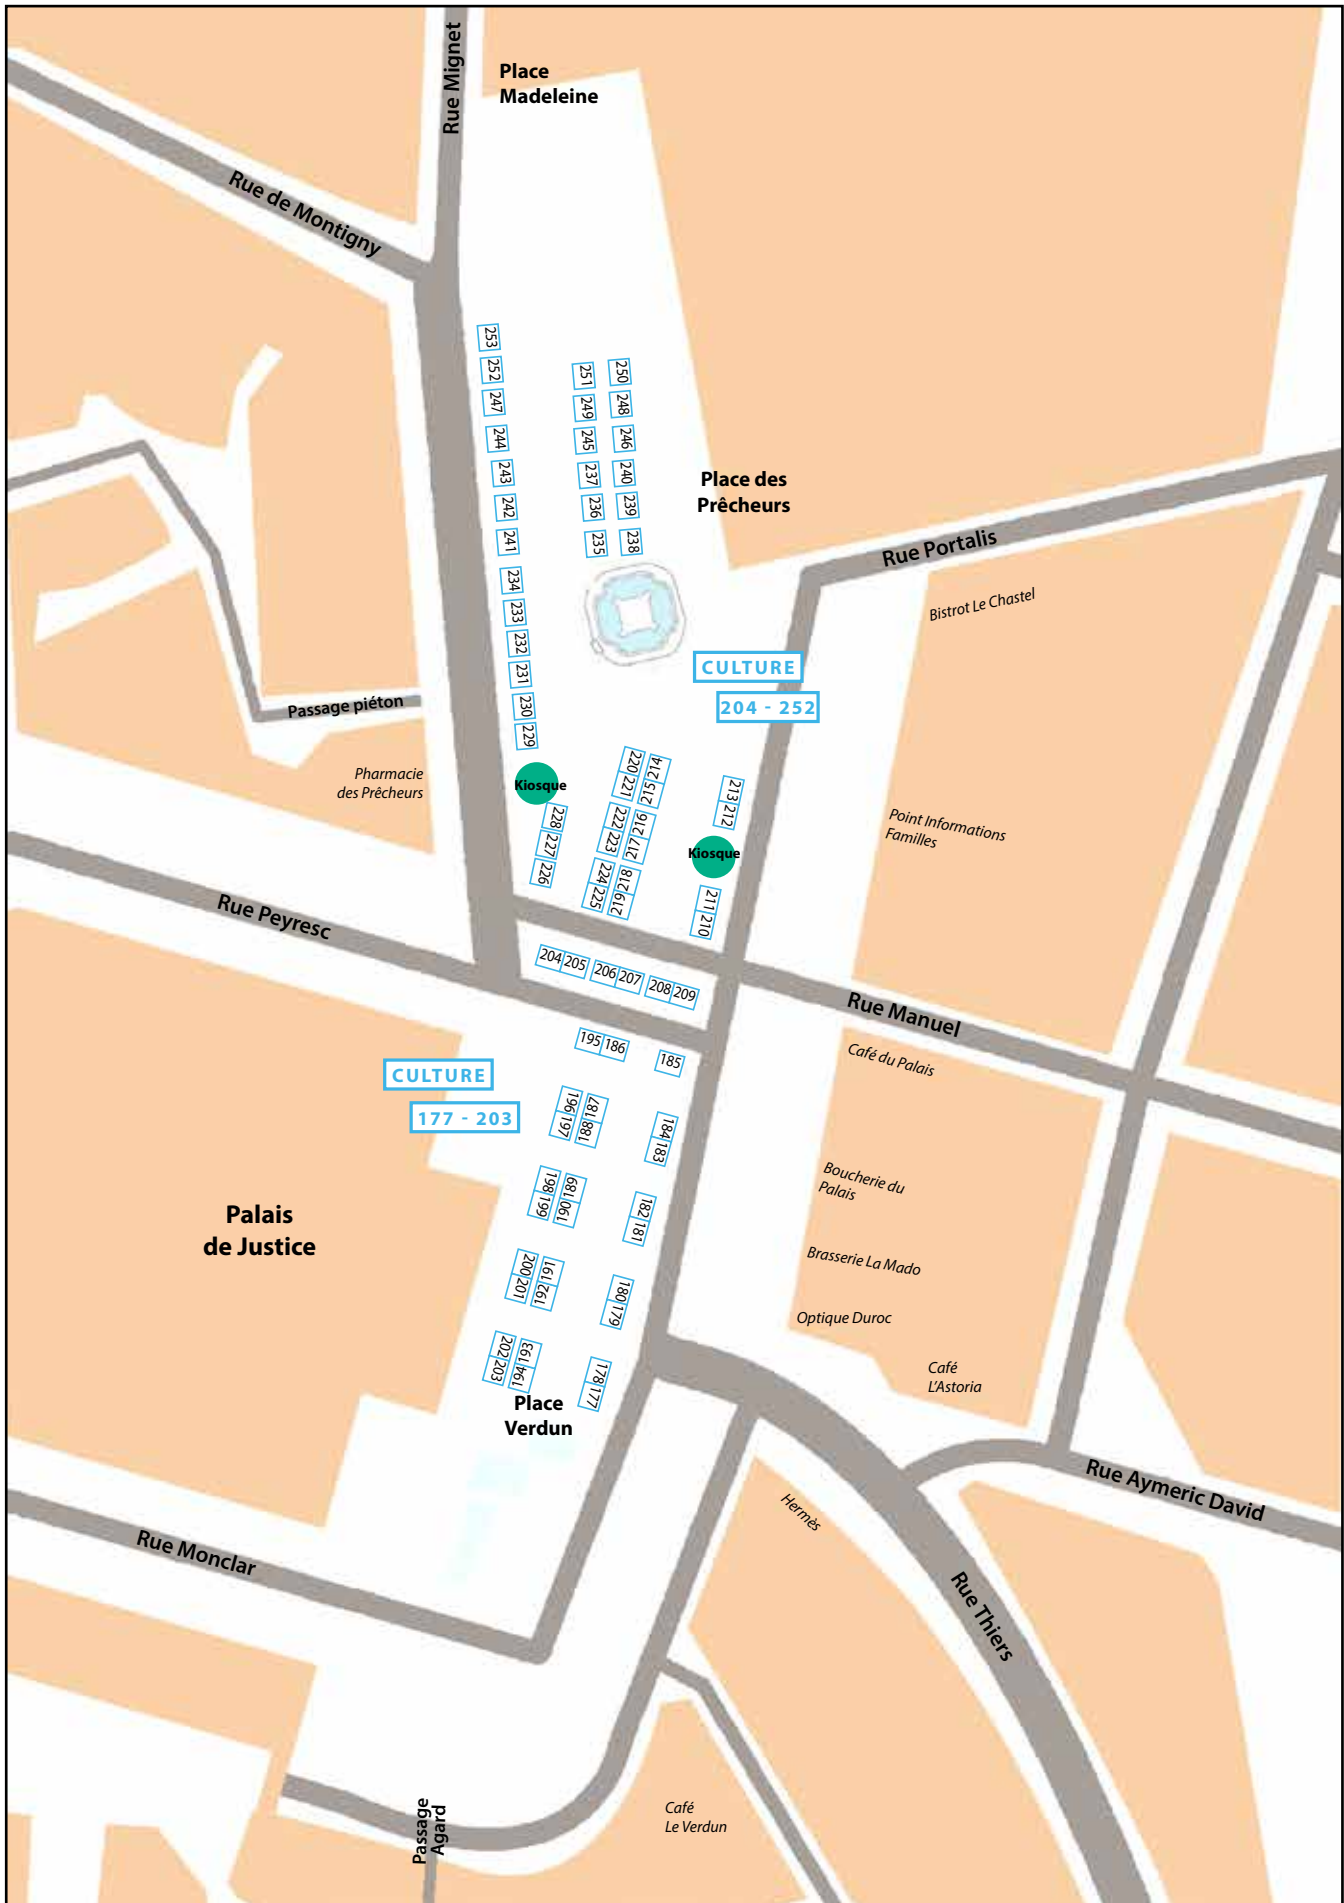 Rue Mignet
Place
Madeleine
Rue de Montigny
253
252
247
244
243
242
241
234
233
232
231
230
229
251
249
245
237
236
235
250
248
246
240
239
238
Place des
Prêcheurs
Rue Portalis
Bistrot Le Chastel
CULTURE
204 - 252
Passage piéton
Pharmacie
des Prêcheurs
Kiosque
228
227
226
220
221
222
223
224
225
214
215
216
217
218
219
213
212
Kiosque
211
210
Point Informations
Familles
Rue Peyresc
204
205
206
207
208
209
Rue Manuel
Café du Palais
195
186
185
CULTURE
177 - 203
196
197
187
188
184
183
198
199
189
190
182
181
200
201
191
192
180
179
202
203
193
194
178
177
Boucherie du
Palais
Brasserie La Mado
Optique Duroc
Café
L'Astoria
Palais
de Justice
Place
Verdun
Rue Aymeric David
Hermès
Rue Monclar
Rue Thiers
Café
Le Verdun
Passage
Agard